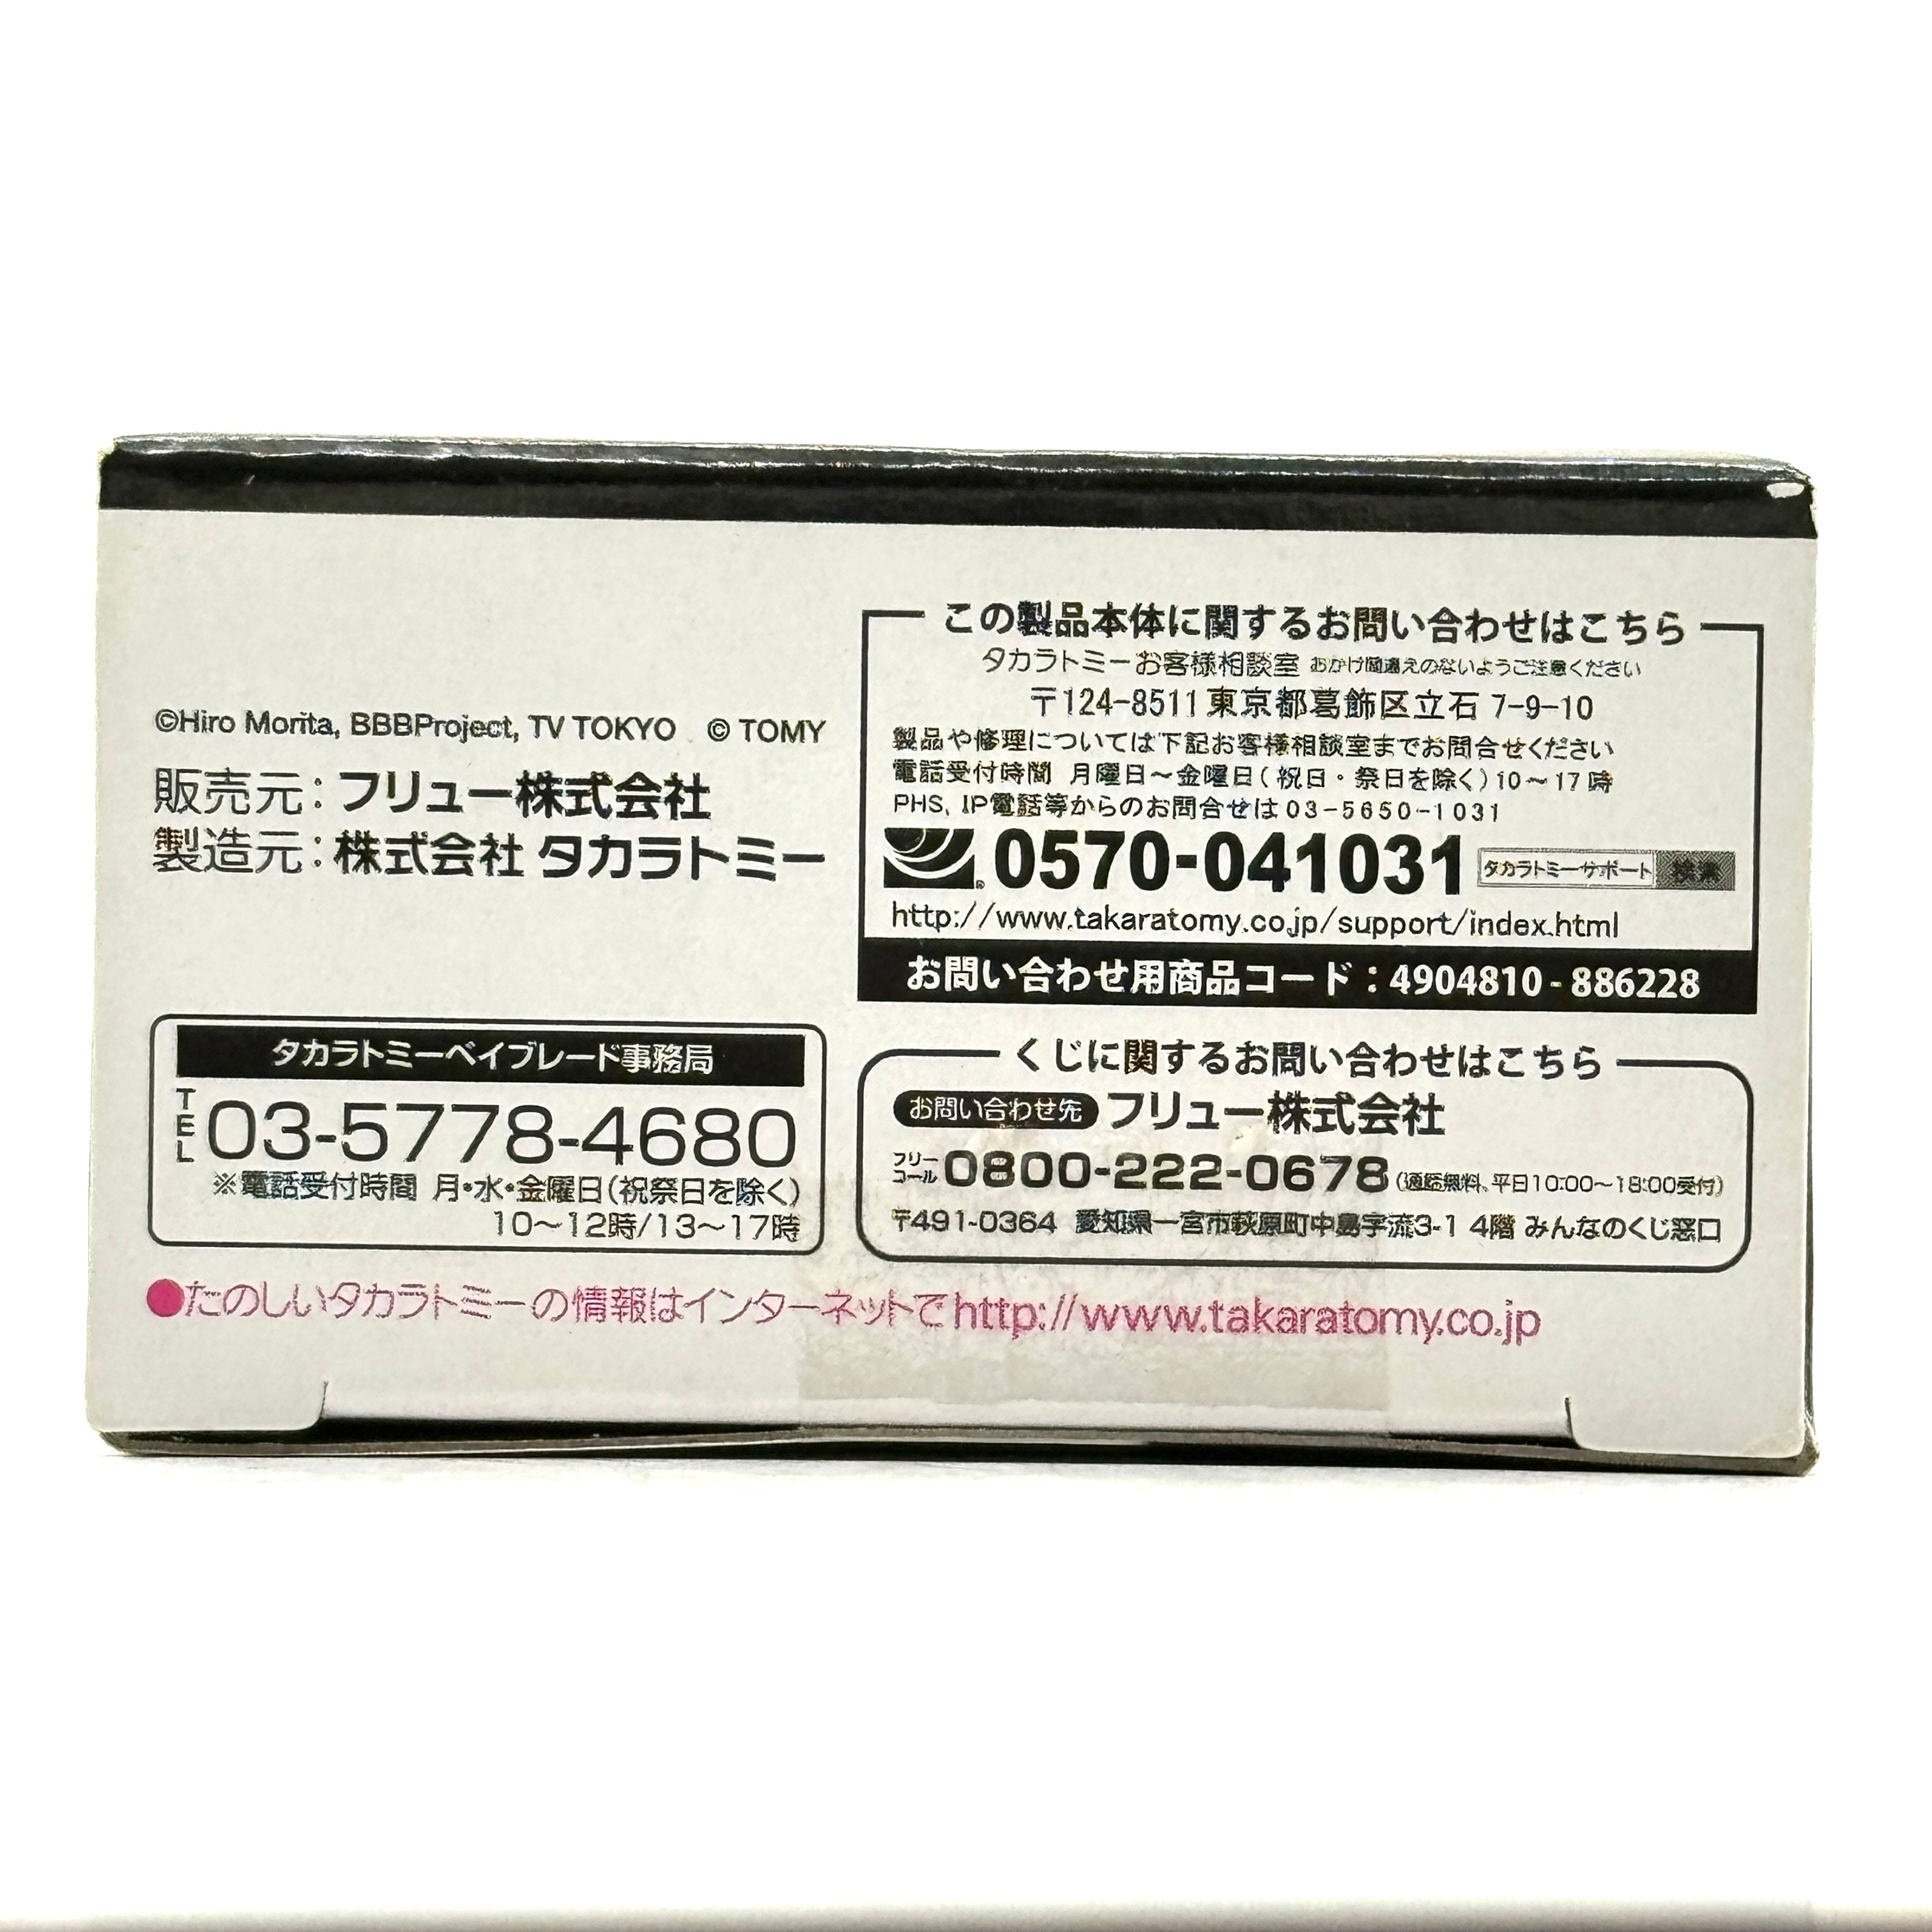 ©Hiro Morita, BBBProject, TV TOKYO © TOMY
販売元：フリュー株式会社
製造元：株式会社 タカラトミー
タカラトミーベイブレード事務局
TEL 03-5778-4680
※電話受付時間 月・水・金曜日(祝祭日を除く)
10～12時/13～17時
この製品本体に関するお問い合わせはこちら
タカラトミーお客様相談室 おかけ間違えのないようご注意ください
〒124-8511 東京都葛飾区立石 7-9-10
製品や修理については下記お客様相談室までお問合せください
電話受付時間 月曜日～金曜日(祝日・祭日を除く)10～17時
PHS, IP電話等からのお問合せは03-5650-1031
0570-041031 タカラトミーサポート 検索
http://www.takaratomy.co.jp/support/index.html
お問い合わせ用商品コード：4904810-886228
くじに関するお問い合わせはこちら
お問い合わせ先 フリュー株式会社
フリーコール 0800-222-0678 (通話無料、平日10:00～18:00受付)
〒491-0364 愛知県一宮市萩原町中島字流3-1 4階 みんなのくじ窓口
●たのしいタカラトミーの情報はインターネットでhttp://www.takaratomy.co.jp